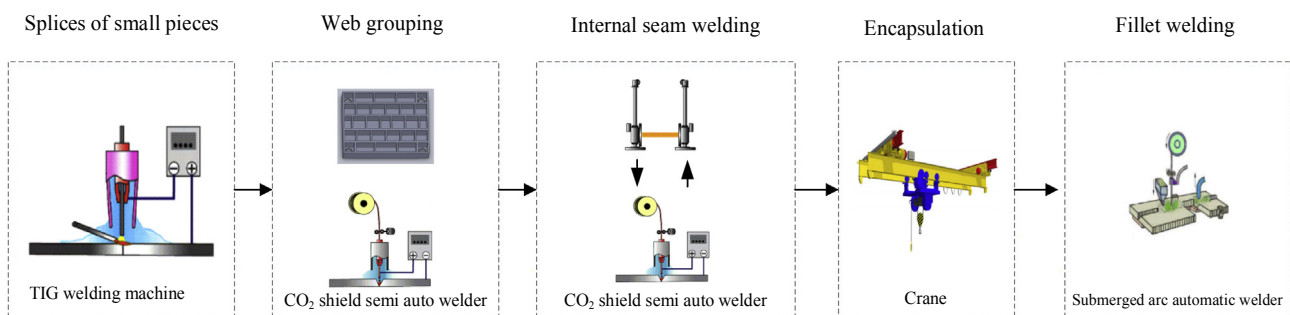 Splices of small pieces
Web grouping
Internal seam welding
Encapsulation
Fillet welding
TIG welding machine
CO₂ shield semi auto welder
CO₂ shield semi auto welder
Crane
Submerged arc automatic welder